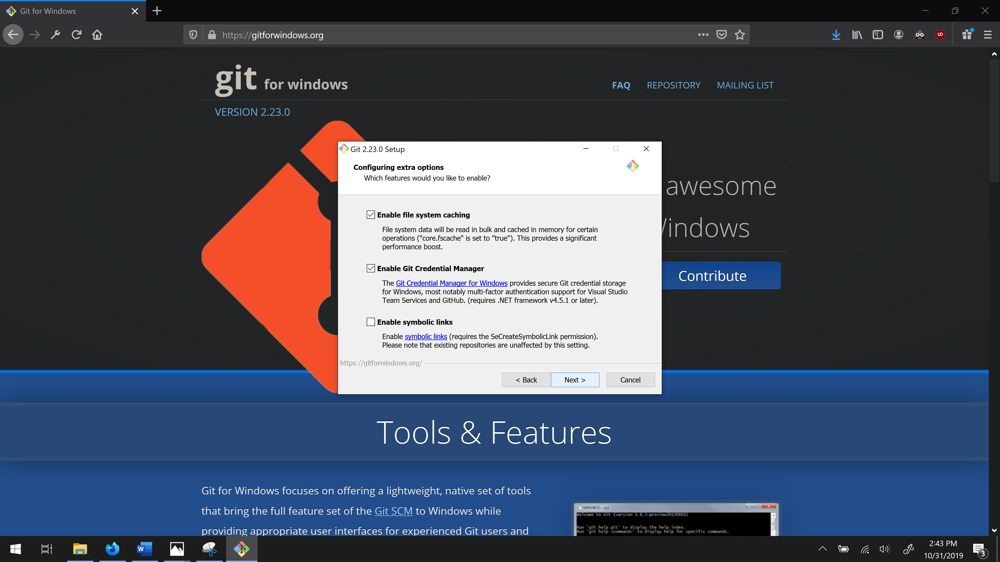 Git for Windows
https://gitforwindows.org
git for windows
FAQ
REPOSITORY
MAILING LIST
VERSION 2.23.0
awesome
Windows
Contribute
Git 2.23.0 Setup
Configuring extra options
Which features would you like to enable?
Enable file system caching
File system data will be read in bulk and cached in memory for certain
operations ("core.fscache" is set to "true"). This provides a significant
performance boost.
Enable Git Credential Manager
The Git Credential Manager for Windows provides secure Git credential storage
for Windows, most notably multi-factor authentication support for Visual Studio
Team Services and GitHub. (requires .NET framework v4.5.1 or later).
Enable symbolic links
Enable symbolic links (requires the SeCreateSymbolicLink permission).
Please note that existing repositories are unaffected by this setting.
https://gitforwindows.org/
< Back
Next >
Cancel
Tools & Features
Git for Windows focuses on offering a lightweight, native set of tools
that bring the full feature set of the Git SCM to Windows while
providing appropriate user interfaces for experienced Git users and
MINGW32:~/git
Welcome to Git (version 1.8.3-preview20130601)
Run 'git help git' to display the help index.
Run 'git help <command>' to display help for specific commands.
2:43 PM
10/31/2019
3